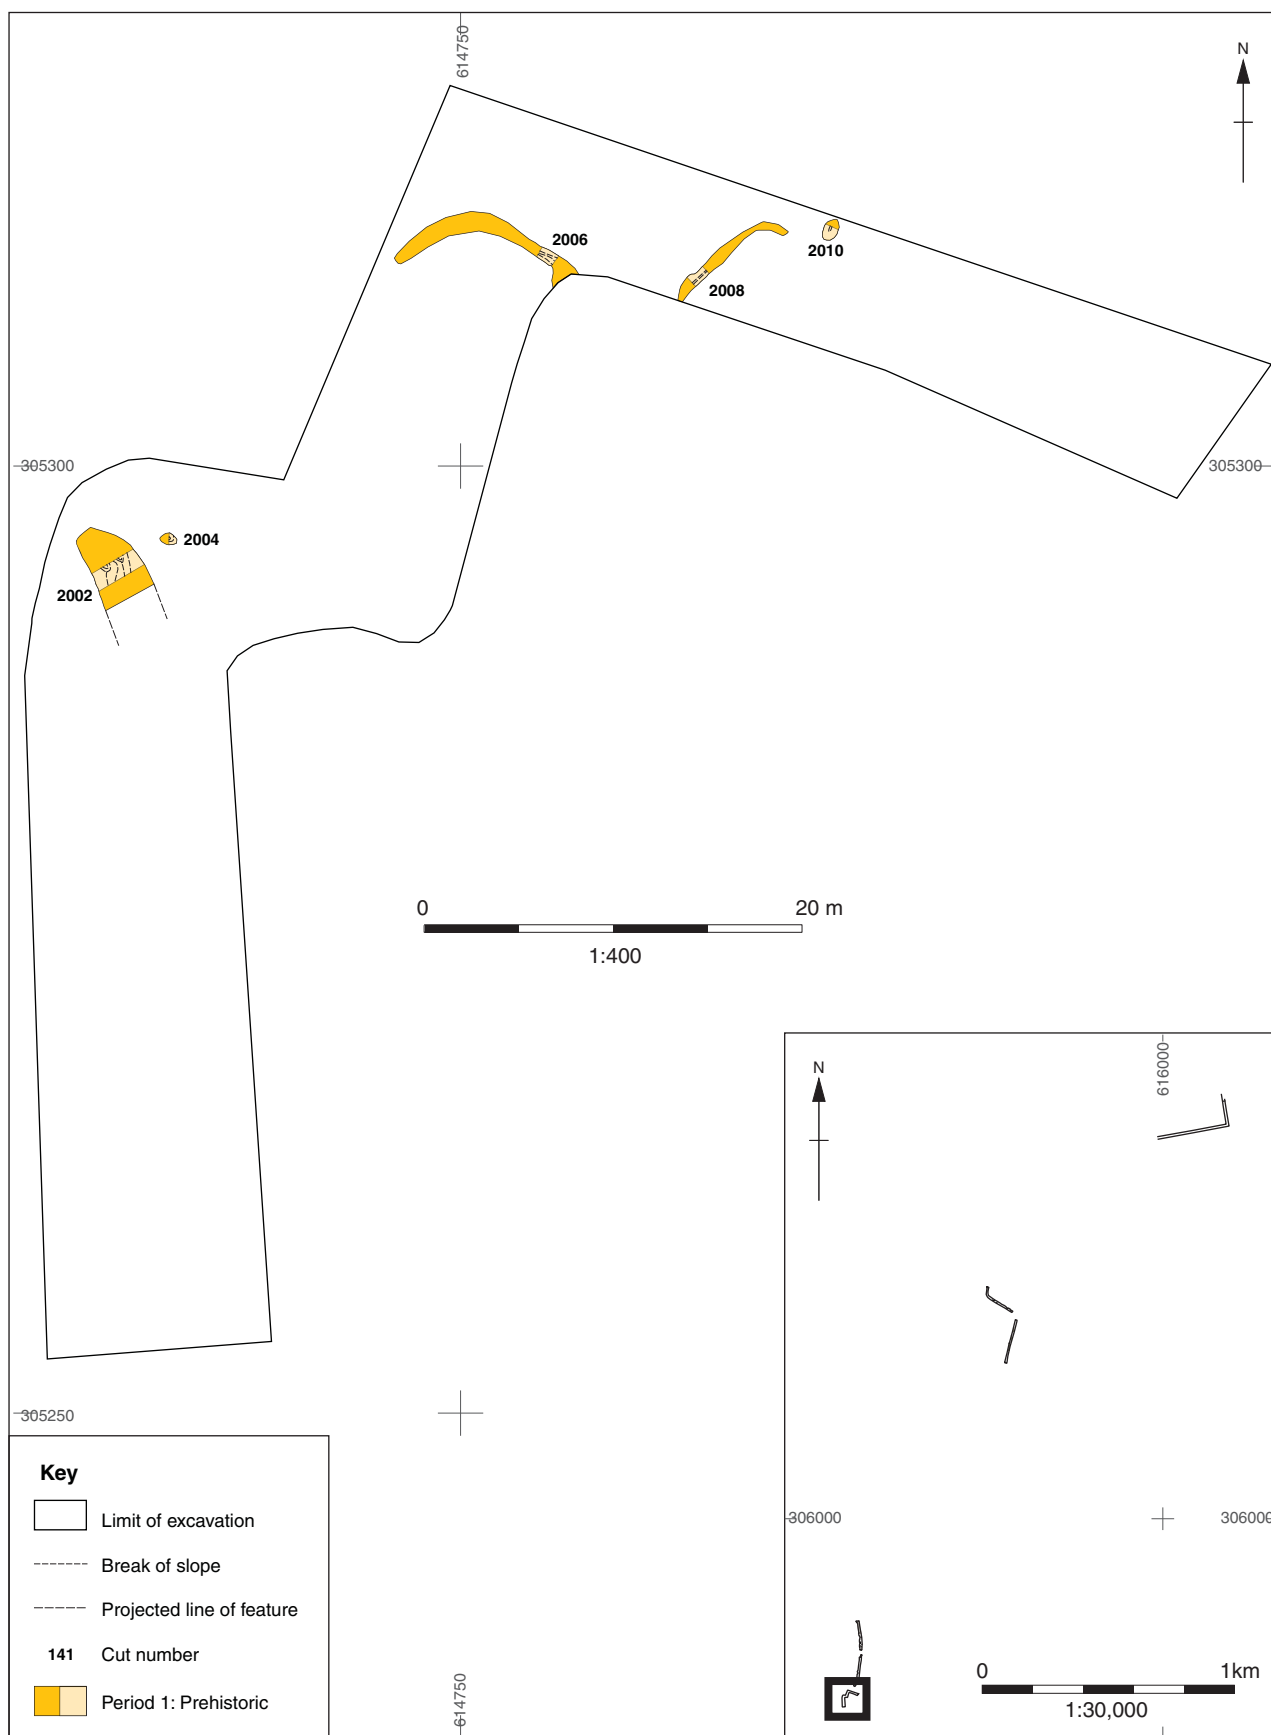 614750
N
2006
2010
2008
305300
305300
2004
2002
0 20 m
1:400
305250
N
616000
306000
306000
0 1km
1:30,000
Key
Limit of excavation
Break of slope
Projected line of feature
141 Cut number
Period 1: Prehistoric
614750